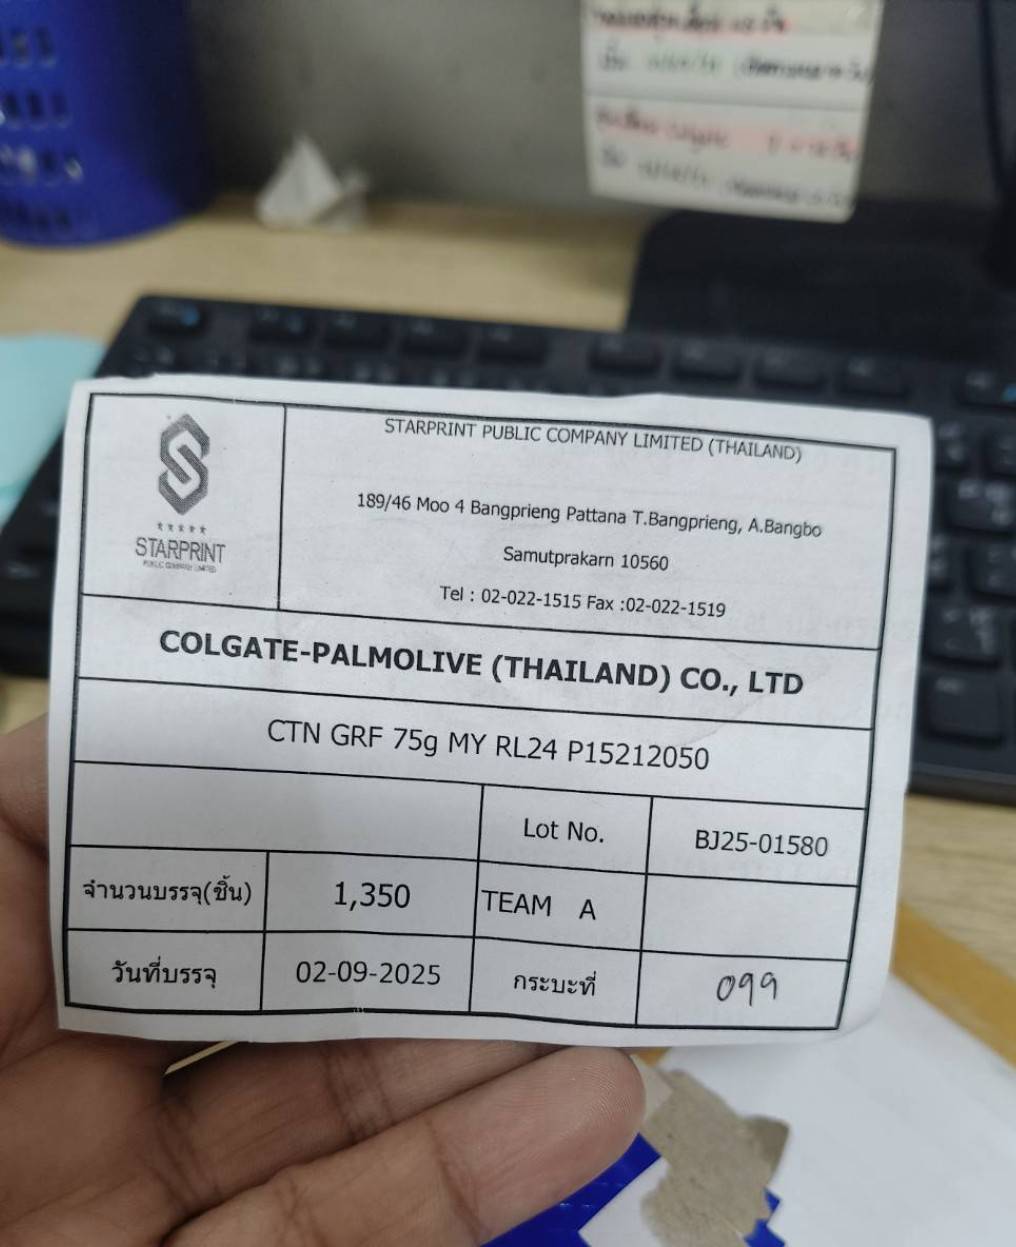 STARPRINT PUBLIC COMPANY LIMITED (THAILAND)
189/46 Moo 4 Bangprieng Pattana T.Bangprieng, A.Bangbo
Samutprakarn 10560
Tel : 02-022-1515 Fax :02-022-1519
STARPRINT
PUBLIC COMPANY LIMITED
COLGATE-PALMOLIVE (THAILAND) CO., LTD
CTN GRF 75g MY RL24 P15212050
Lot No. BJ25-01580
จำนวนบรรจุ(ชิ้น) 1,350 TEAM A
วันที่บรรจุ 02-09-2025 กระบะที่ 099